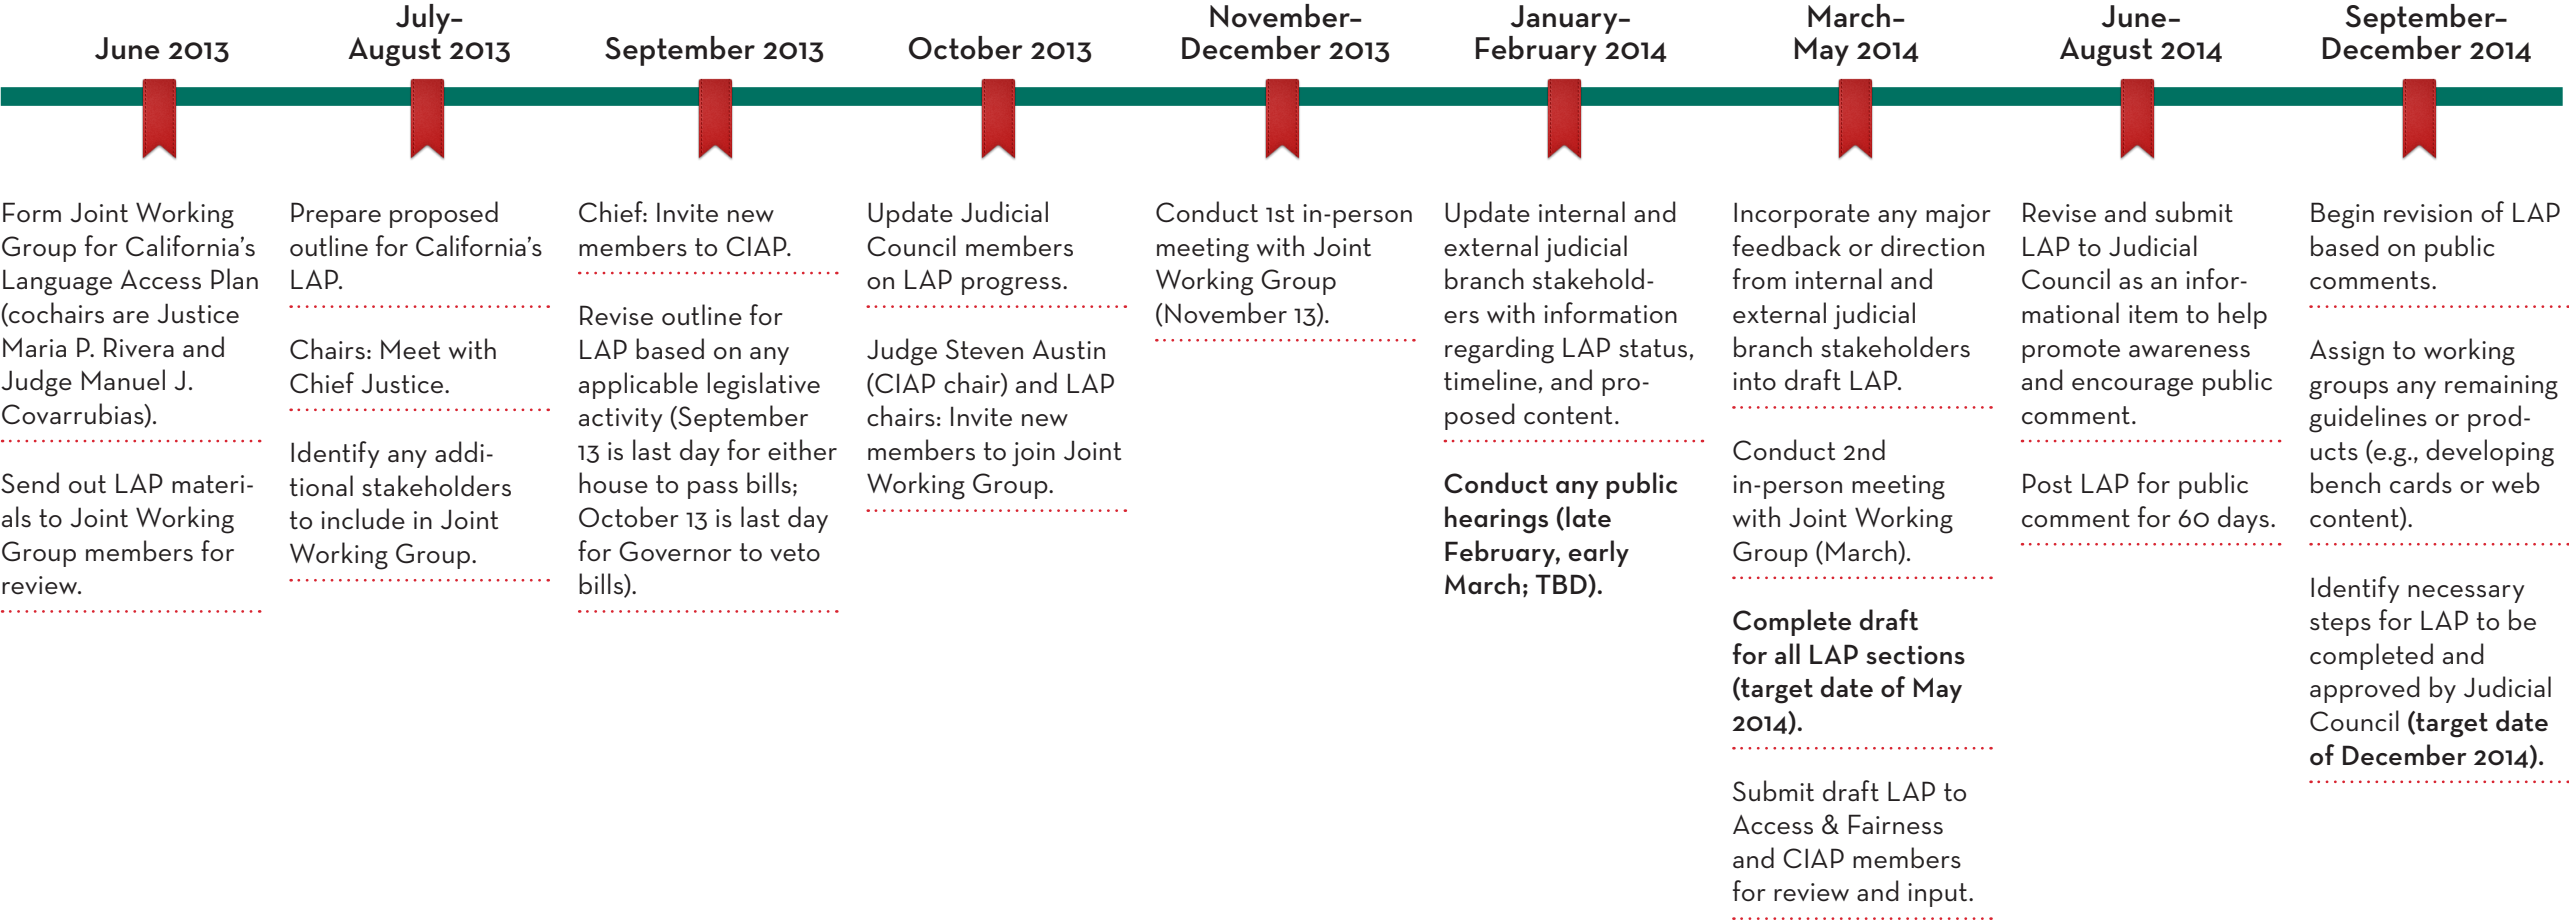 June 2013
July–
August 2013
September 2013
October 2013
November–
December 2013
January–
February 2014
March–
May 2014
June–
August 2014
September–
December 2014
Form Joint Working
Group for California’s
Language Access Plan
(cochairs are Justice
Maria P. Rivera and
Judge Manuel J.
Covarrubias).
Send out LAP materi-
als to Joint Working
Group members for
review.
Prepare proposed
outline for California’s
LAP.
Chairs: Meet with
Chief Justice.
Identify any addi-
tional stakeholders
to include in Joint
Working Group.
Chief: Invite new
members to CIAP.
Revise outline for
LAP based on any
applicable legislative
activity (September
13 is last day for either
house to pass bills;
October 13 is last day
for Governor to veto
bills).
Update Judicial
Council members
on LAP progress.
Judge Steven Austin
(CIAP chair) and LAP
chairs: Invite new
members to join Joint
Working Group.
Conduct 1st in-person
meeting with Joint
Working Group
(November 13).
Update internal and
external judicial
branch stakehold-
ers with information
regarding LAP status,
timeline, and pro-
posed content.
Conduct any public
hearings (late
February, early
March; TBD).
Incorporate any major
feedback or direction
from internal and
external judicial
branch stakeholders
into draft LAP.
Conduct 2nd
in-person meeting
with Joint Working
Group (March).
Complete draft
for all LAP sections
(target date of May
2014).
Submit draft LAP to
Access & Fairness
and CIAP members
for review and input.
Revise and submit
LAP to Judicial
Council as an infor-
mational item to help
promote awareness
and encourage public
comment.
Post LAP for public
comment for 60 days.
Begin revision of LAP
based on public
comments.
Assign to working
groups any remaining
guidelines or prod-
ucts (e.g., developing
bench cards or web
content).
Identify necessary
steps for LAP to be
completed and
approved by Judicial
Council (target date
of December 2014).